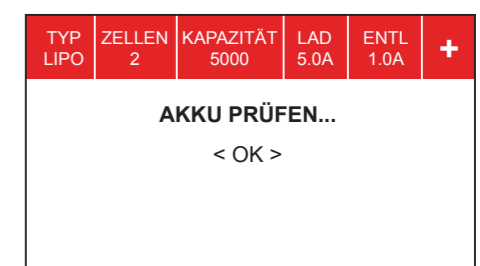 TYP ZELLEN KAPAZITÄT LAD ENTL +
LIPO 2 5000 5.0A 1.0A
AKKU PRÜFEN...
< OK >